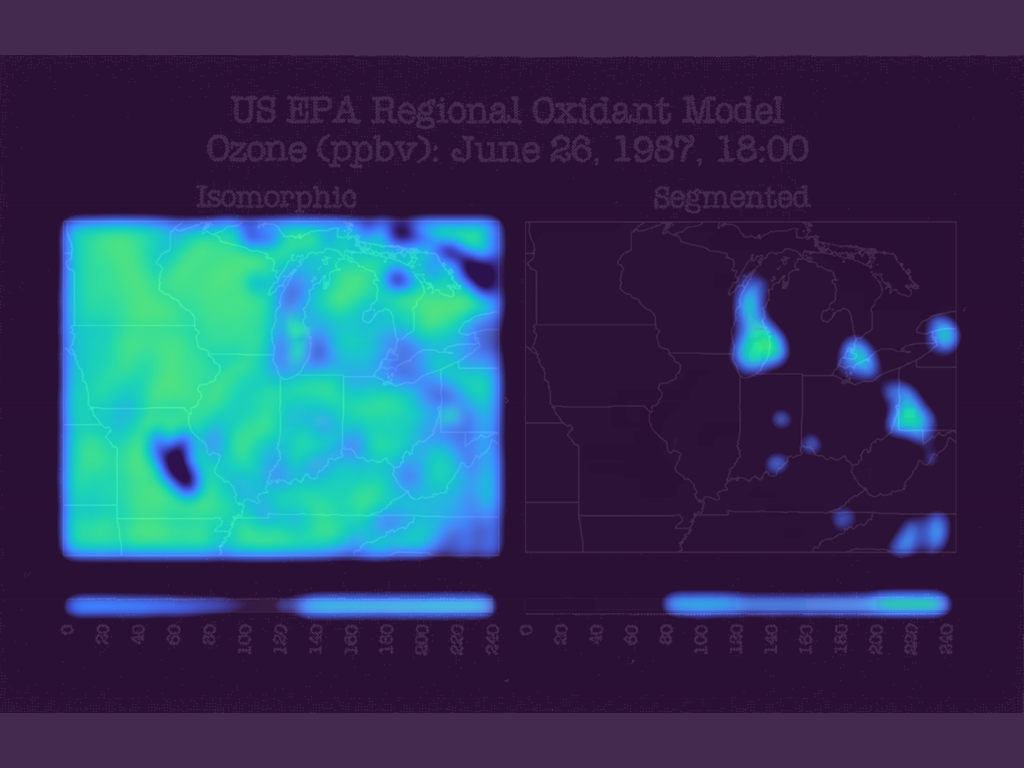 US EPA Regional Oxidant Model
Ozone (ppbv): June 26, 1987, 18:00
Isomorphic Segmented
0 20 40 60 80 100 120 140 160 180 200 220 240 0 20 40 60 80 100 120 140 160 180 200 220 240